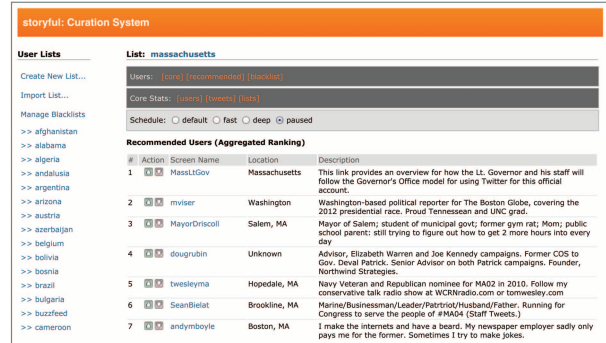 storyful: Curation System
User Lists
Create New List...
Import List...
Manage Blacklists
>> afghanistan
>> alabama
>> algeria
>> andalusia
>> argentina
>> arizona
>> austria
>> azerbaijan
>> belgium
>> bolivia
>> bosnia
>> brazil
>> bulgaria
>> buzzfeed
>> cameroon
List: massachusetts
Users: [core] [recommended] [blacklist]
Core Stats: [users] [tweets] [lists]
Schedule: default fast deep paused
Recommended Users (Aggregated Ranking)
# Action Screen Name Location Description
1 MassLtGov Massachusetts This link provides an overview for how the Lt. Governor and his staff will
follow the Governor's Office model for using Twitter for this official
account.
2 mviser Washington Washington-based political reporter for The Boston Globe, covering the
2012 presidential race. Proud Tennessean and UNC grad.
3 MayorDriscoll Salem, MA Mayor of Salem; student of municipal govt; former gym rat; Mom; public
school parent: still trying to figure out how to get 2 more hours into every
day
4 dougrubin Unknown Advisor, Elizabeth Warren and Joe Kennedy campaigns. Former COS to
Gov. Deval Patrick. Senior Advisor on both Patrick campaigns. Founder,
Northwind Strategies.
5 twesleyma Hopedale, MA Navy Veteran and Republican nominee for MA02 in 2010. Follow my
conservative talk radio show at WCRNradio.com or tomwesley.com
6 SeanBielat Brookline, MA Marine/Businessman/Leader/Patrtriot/Husband/Father. Running for
Congress to serve the people of #MA04 (Staff Tweets.)
7 andymboyle Boston, MA I make the internets and have a beard. My newspaper employer sadly only
pays me for the former. Sometimes I try to make jokes.